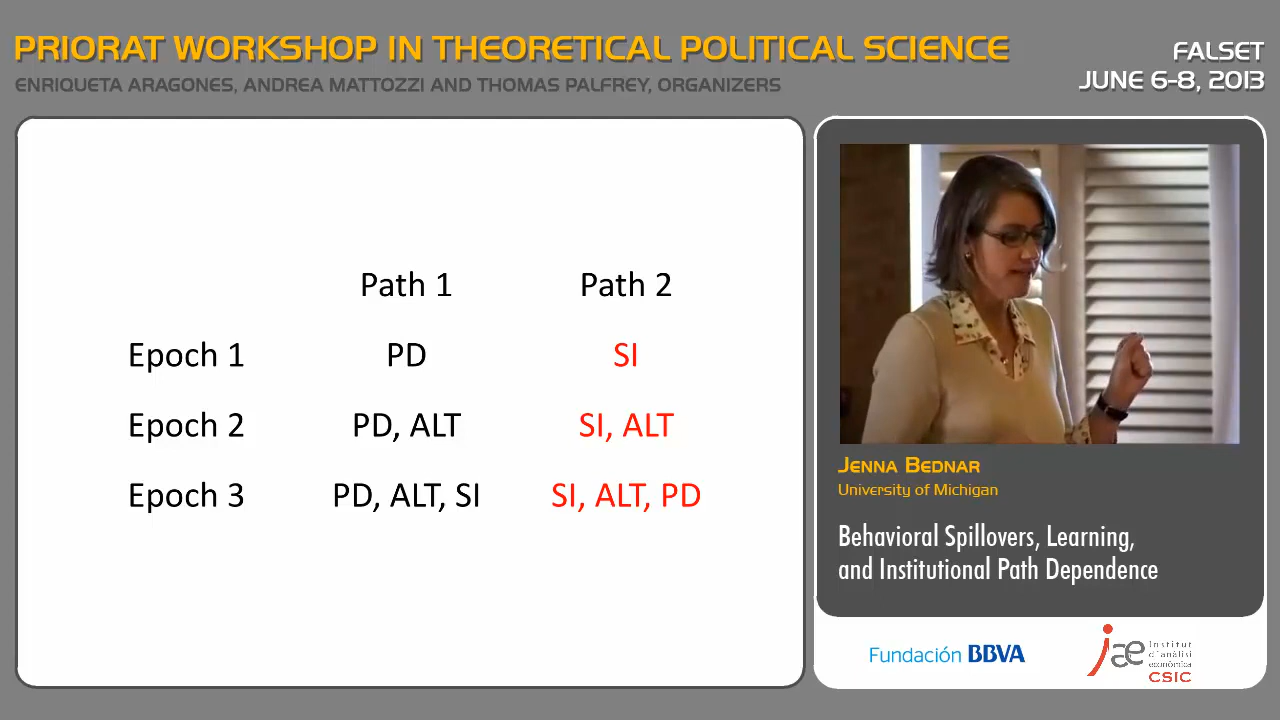 PRIORAT WORKSHOP IN THEORETICAL POLITICAL SCIENCE
ENRIQUETA ARAGONES, ANDREA MATTOZZI AND THOMAS PALFREY, ORGANIZERS
FALSET
JUNE 6-8, 2013
Path 1 Path 2
Epoch 1 PD SI
Epoch 2 PD, ALT SI, ALT
Epoch 3 PD, ALT, SI SI, ALT, PD
JENNA BEDNAR
University of Michigan
Behavioral Spillovers, Learning,
and Institutional Path Dependence
Fundación BBVA
iae
Institut
d'anàlisi
econòmica
CSIC